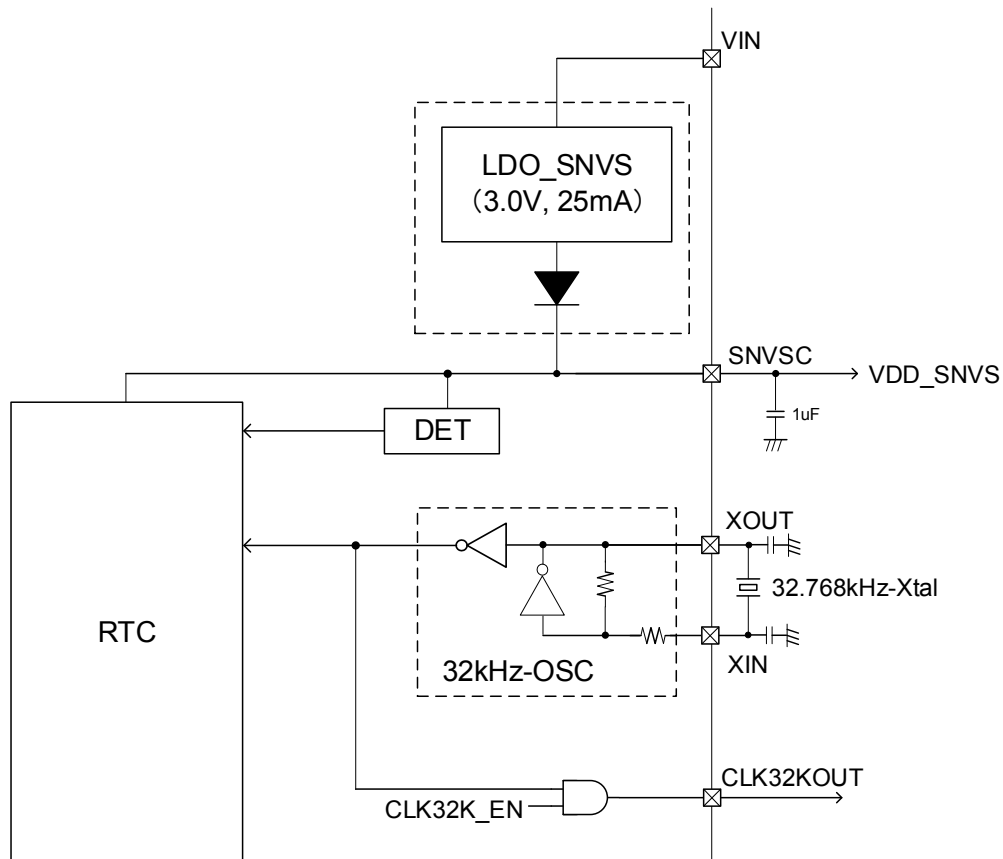 VIN
LDO_SNVS
（3.0V, 25mA）
SNVSC
VDD_SNVS
1uF
DET
XOUT
32.768kHz-Xtal
RTC
XIN
32kHz-OSC
CLK32KOUT
CLK32K_EN